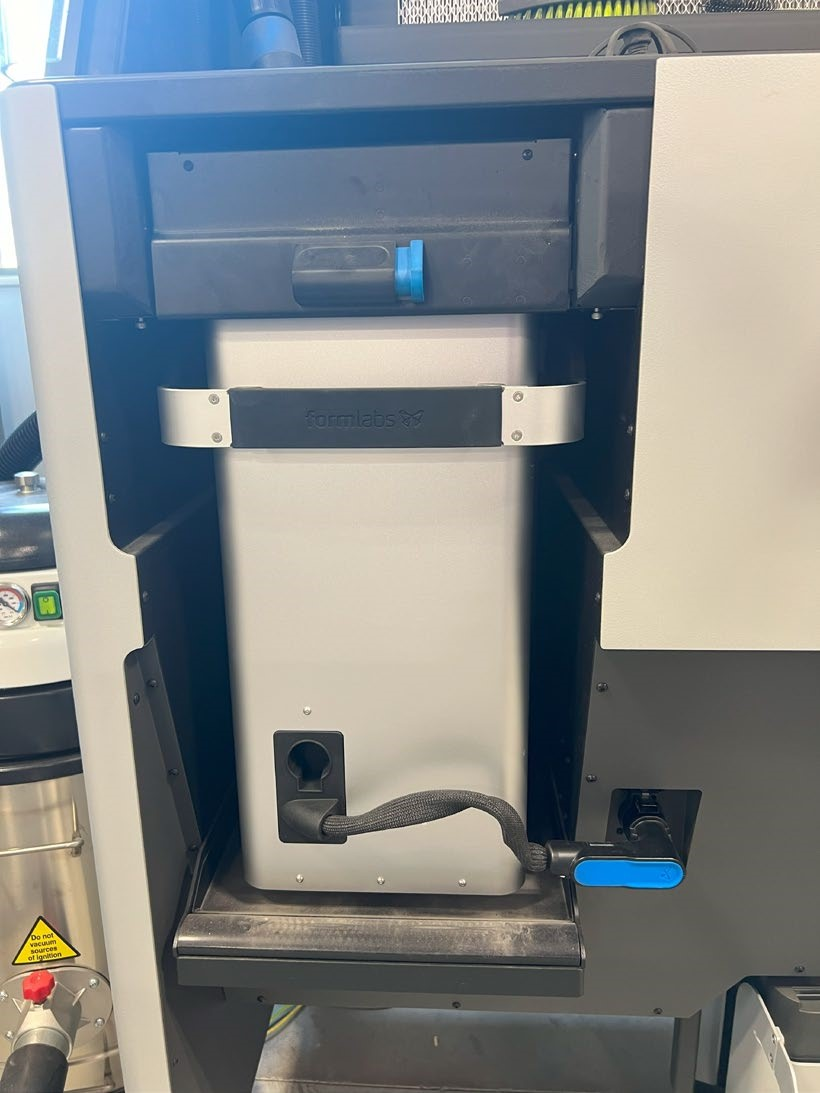 formlabs
Do not
vacuum
sources
of ignition